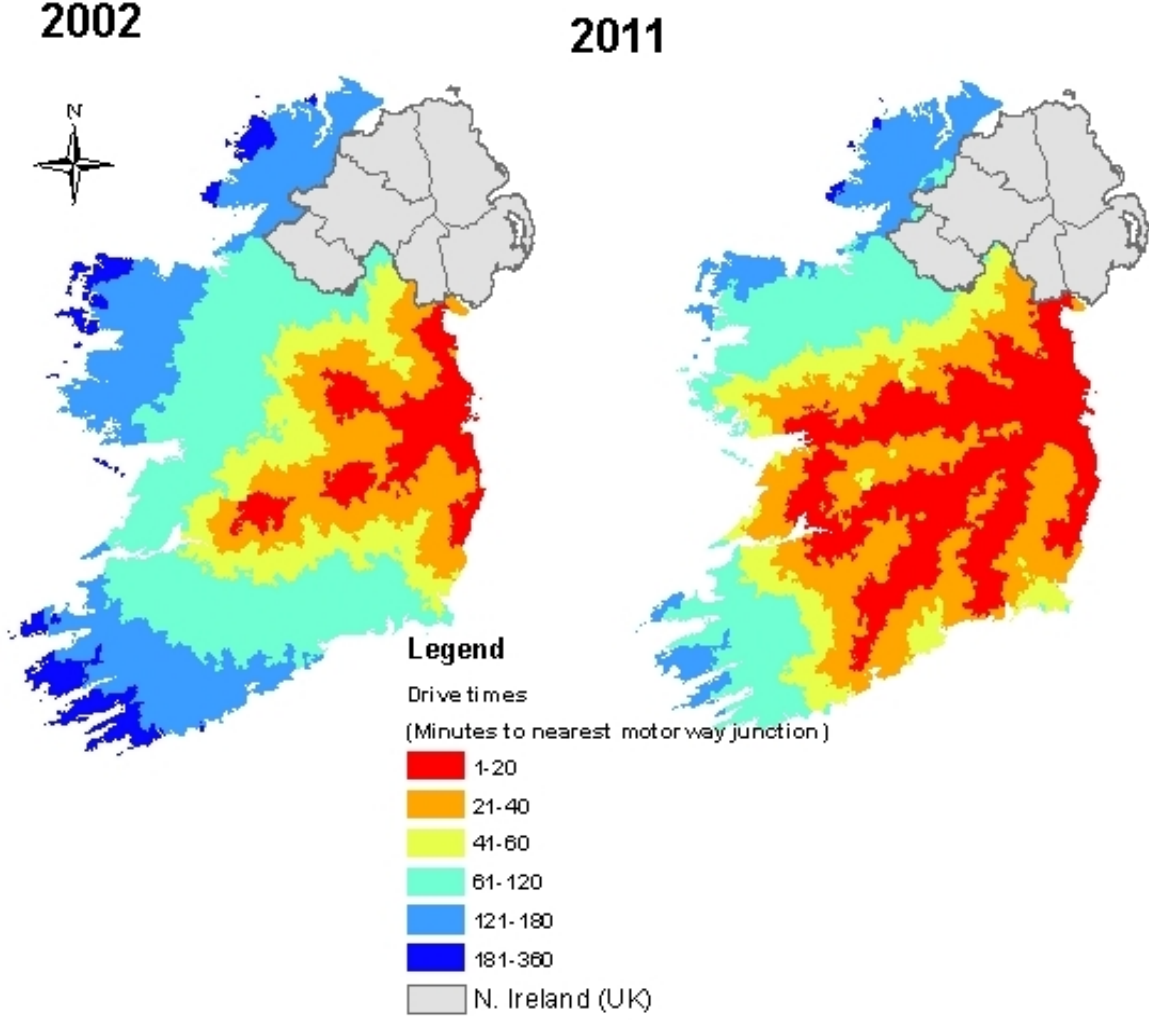 2002
2011
N
Legend
Drive times
(Minutes to nearest motorway junction)
1-20
21-40
41-60
61-120
121-180
181-360
N. Ireland (UK)